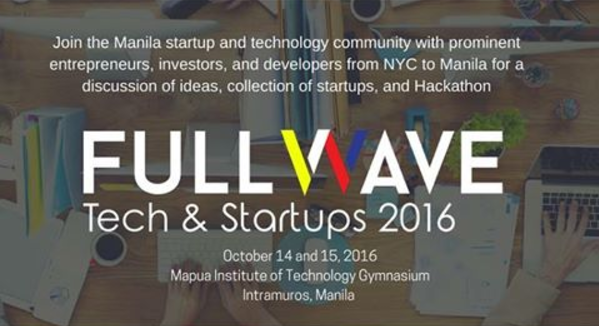 Join the Manila startup and technology community with prominent
entrepreneurs, investors, and developers from NYC to Manila for a
discussion of ideas, collection of startups, and Hackathon
FULLWAVE
Tech & Startups 2016
October 14 and 15, 2016
Mapua Institute of Technology Gymnasium
Intramuros, Manila